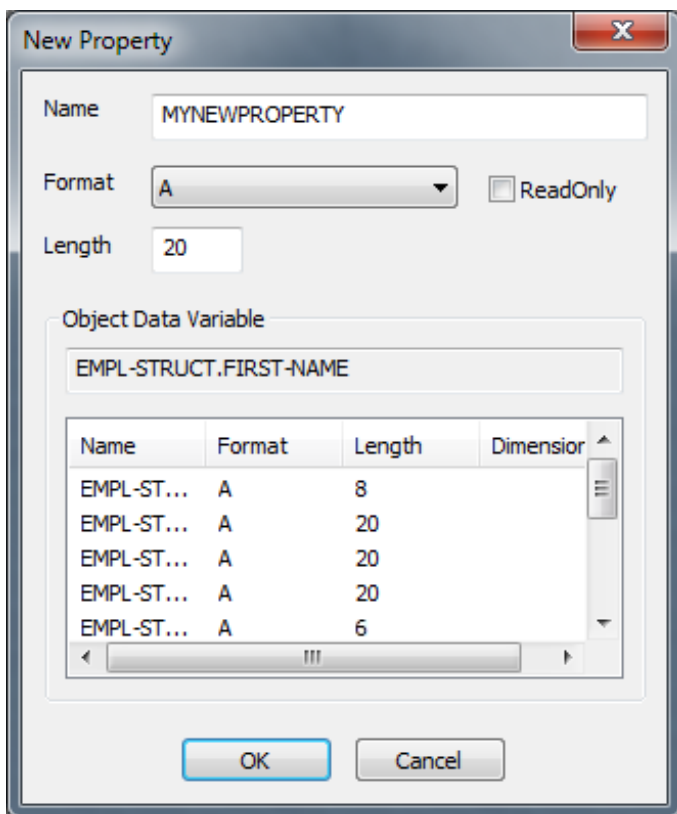 New Property
Name MYNEWPROPERTY
Format A ReadOnly
Length 20
Object Data Variable
EMPL-STRUCT.FIRST-NAME
Name Format Length Dimension
EMPL-ST... A 8
EMPL-ST... A 20
EMPL-ST... A 20
EMPL-ST... A 20
EMPL-ST... A 6
OK Cancel